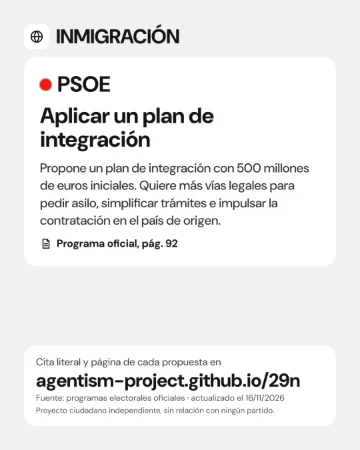 INMIGRACIÓN
PSOE
Aplicar un plan de
integración
Propone un plan de integración con 500 millones
de euros iniciales. Quiere más vías legales para
pedir asilo, simplificar trámites e impulsar la
contratación en el país de origen.
Programa oficial, pág. 92
Cita literal y página de cada propuesta en
agentism-project.github.io/29n
Fuente: programas electorales oficiales · actualizado el 16/11/2026
Proyecto ciudadano independiente, sin relación con ningún partido.